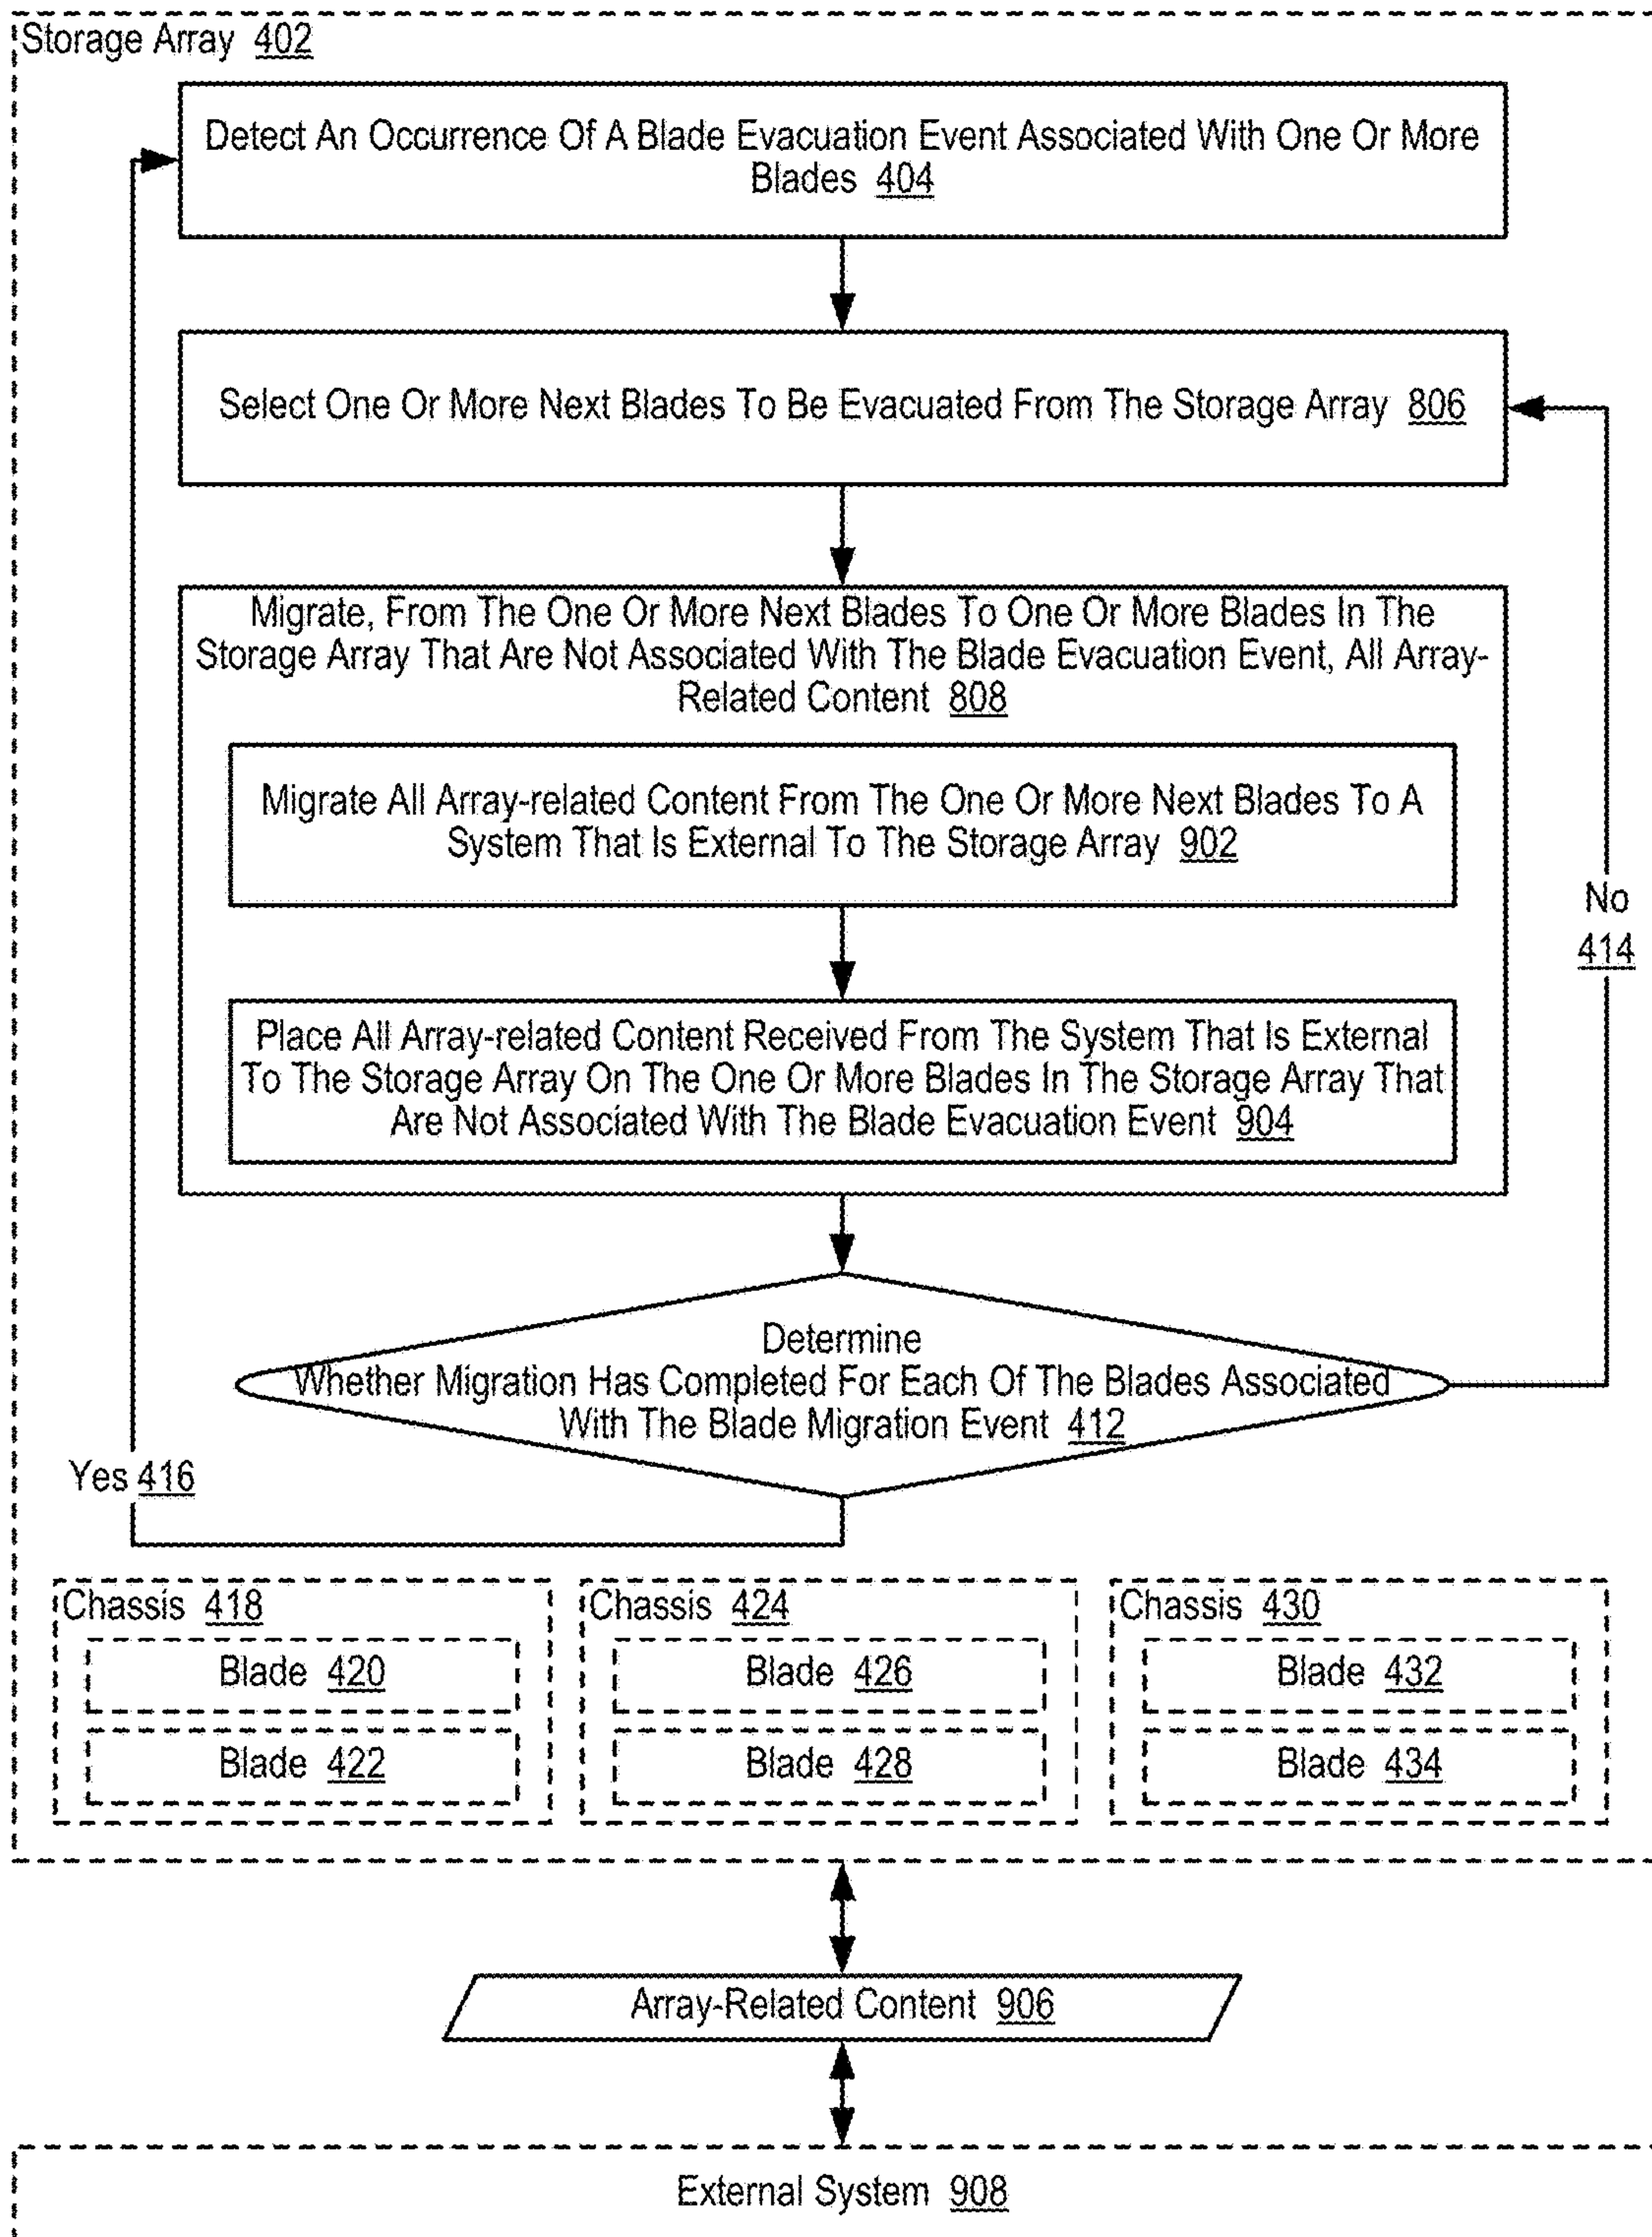 Storage Array 402
Detect An Occurrence Of A Blade Evacuation Event Associated With One Or More
Blades 404
Select One Or More Next Blades To Be Evacuated From The Storage Array 806
Migrate, From The One Or More Next Blades To One Or More Blades In The
Storage Array That Are Not Associated With The Blade Evacuation Event, All Array-
Related Content 808
Migrate All Array-related Content From The One Or More Next Blades To A
System That Is External To The Storage Array 902
No
414
Place All Array-related Content Received From The System That Is External
To The Storage Array On The One Or More Blades In The Storage Array That
Are Not Associated With The Blade Evacuation Event 904
Determine
Whether Migration Has Completed For Each Of The Blades Associated
With The Blade Migration Event 412
Yes 416
Chassis 418
Blade 420
Blade 422
Chassis 424
Blade 426
Blade 428
Chassis 430
Blade 432
Blade 434
Array-Related Content 906
External System 908